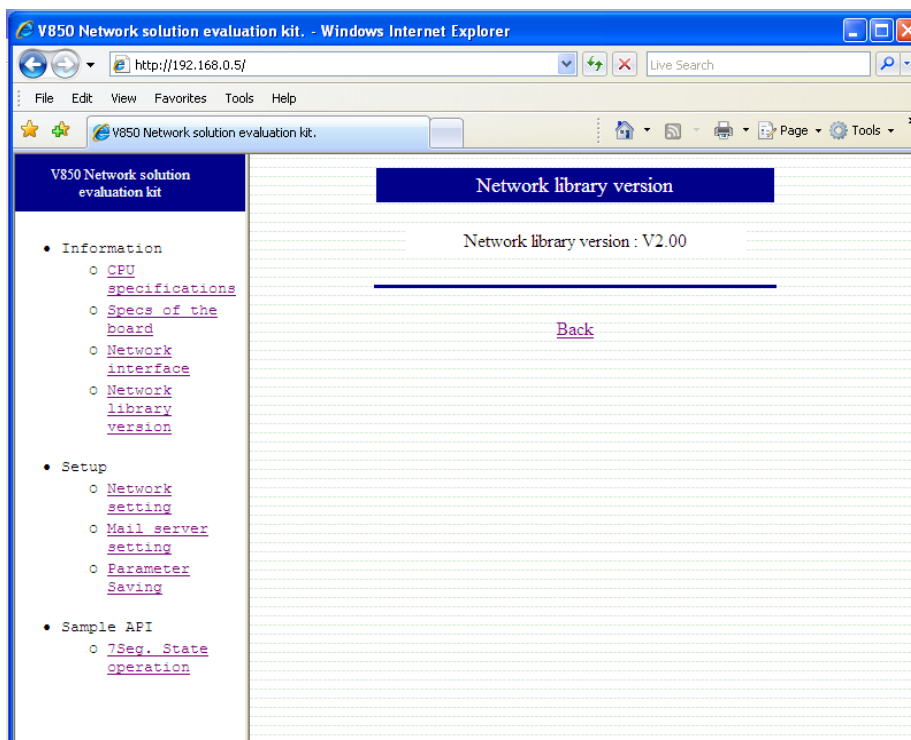 V850 Network solution evaluation kit. - Windows Internet Explorer
http://192.168.0.5/
Live Search
File Edit View Favorites Tools Help
V850 Network solution evaluation kit.
Page
Tools
V850 Network solution
evaluation kit
• Information
o CPU
specifications
o Specs of the
board
o Network
interface
o Network
library
version
• Setup
o Network
setting
o Mail server
setting
o Parameter
Saving
• Sample API
o 7Seg. State
operation
Network library version
Network library version : V2.00
Back